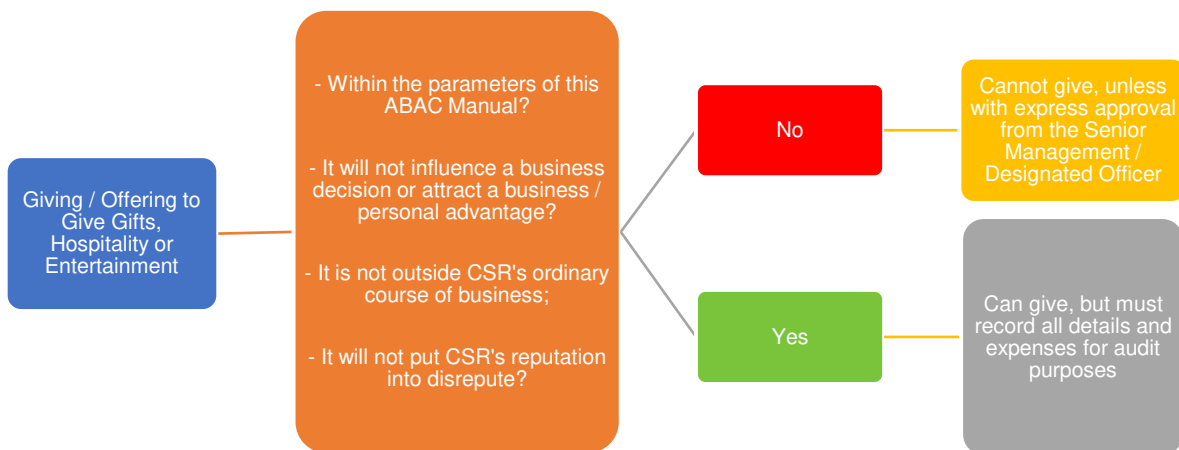 Giving / Offering to
Give Gifts,
Hospitality or
Entertainment
- Within the parameters of this
ABAC Manual?
- It will not influence a business
decision or attract a business /
personal advantage?
- It is not outside CSR's ordinary
course of business;
- It will not put CSR's reputation
into disrepute?
No
Cannot give, unless
with express approval
from the Senior
Management /
Designated Officer
Yes
Can give, but must
record all details and
expenses for audit
purposes